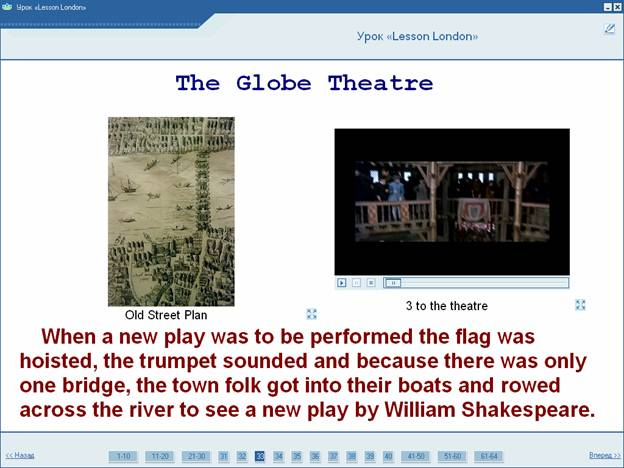 Урок «Lesson London»
Урок «Lesson London»
The Globe Theatre
Old Street Plan
3 to the theatre
When a new play was to be performed the flag was
hoisted, the trumpet sounded and because there was only
one bridge, the town folk got into their boats and rowed
across the river to see a new play by William Shakespeare.
<< Назад 1-10 11-20 21-30 31 32 33 34 35 36 37 38 39 40 41-50 51-60 61-64 Вперед >>